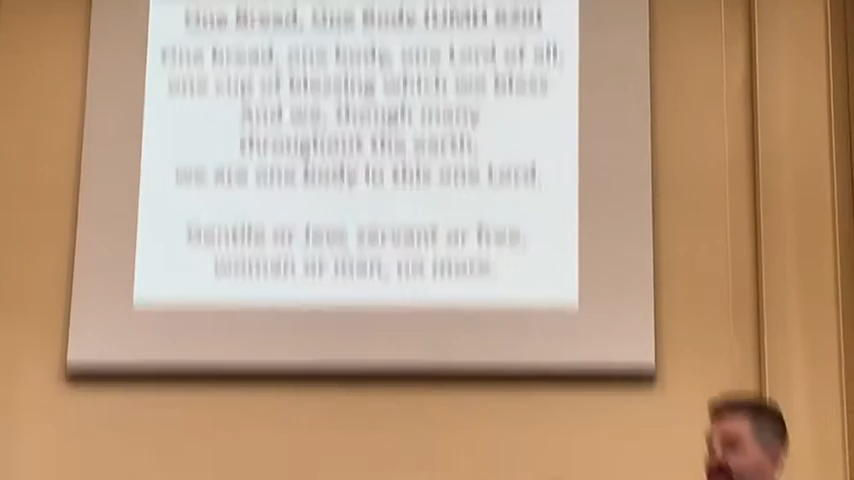 One Bread, One Body (UMH 620)
One bread, one body, one Lord of all,
one cup of blessing which we bless
And we, though many
throughout the earth,
we are one body in this one Lord.
Gentile or Jew, servant or free,
woman or man, no more.